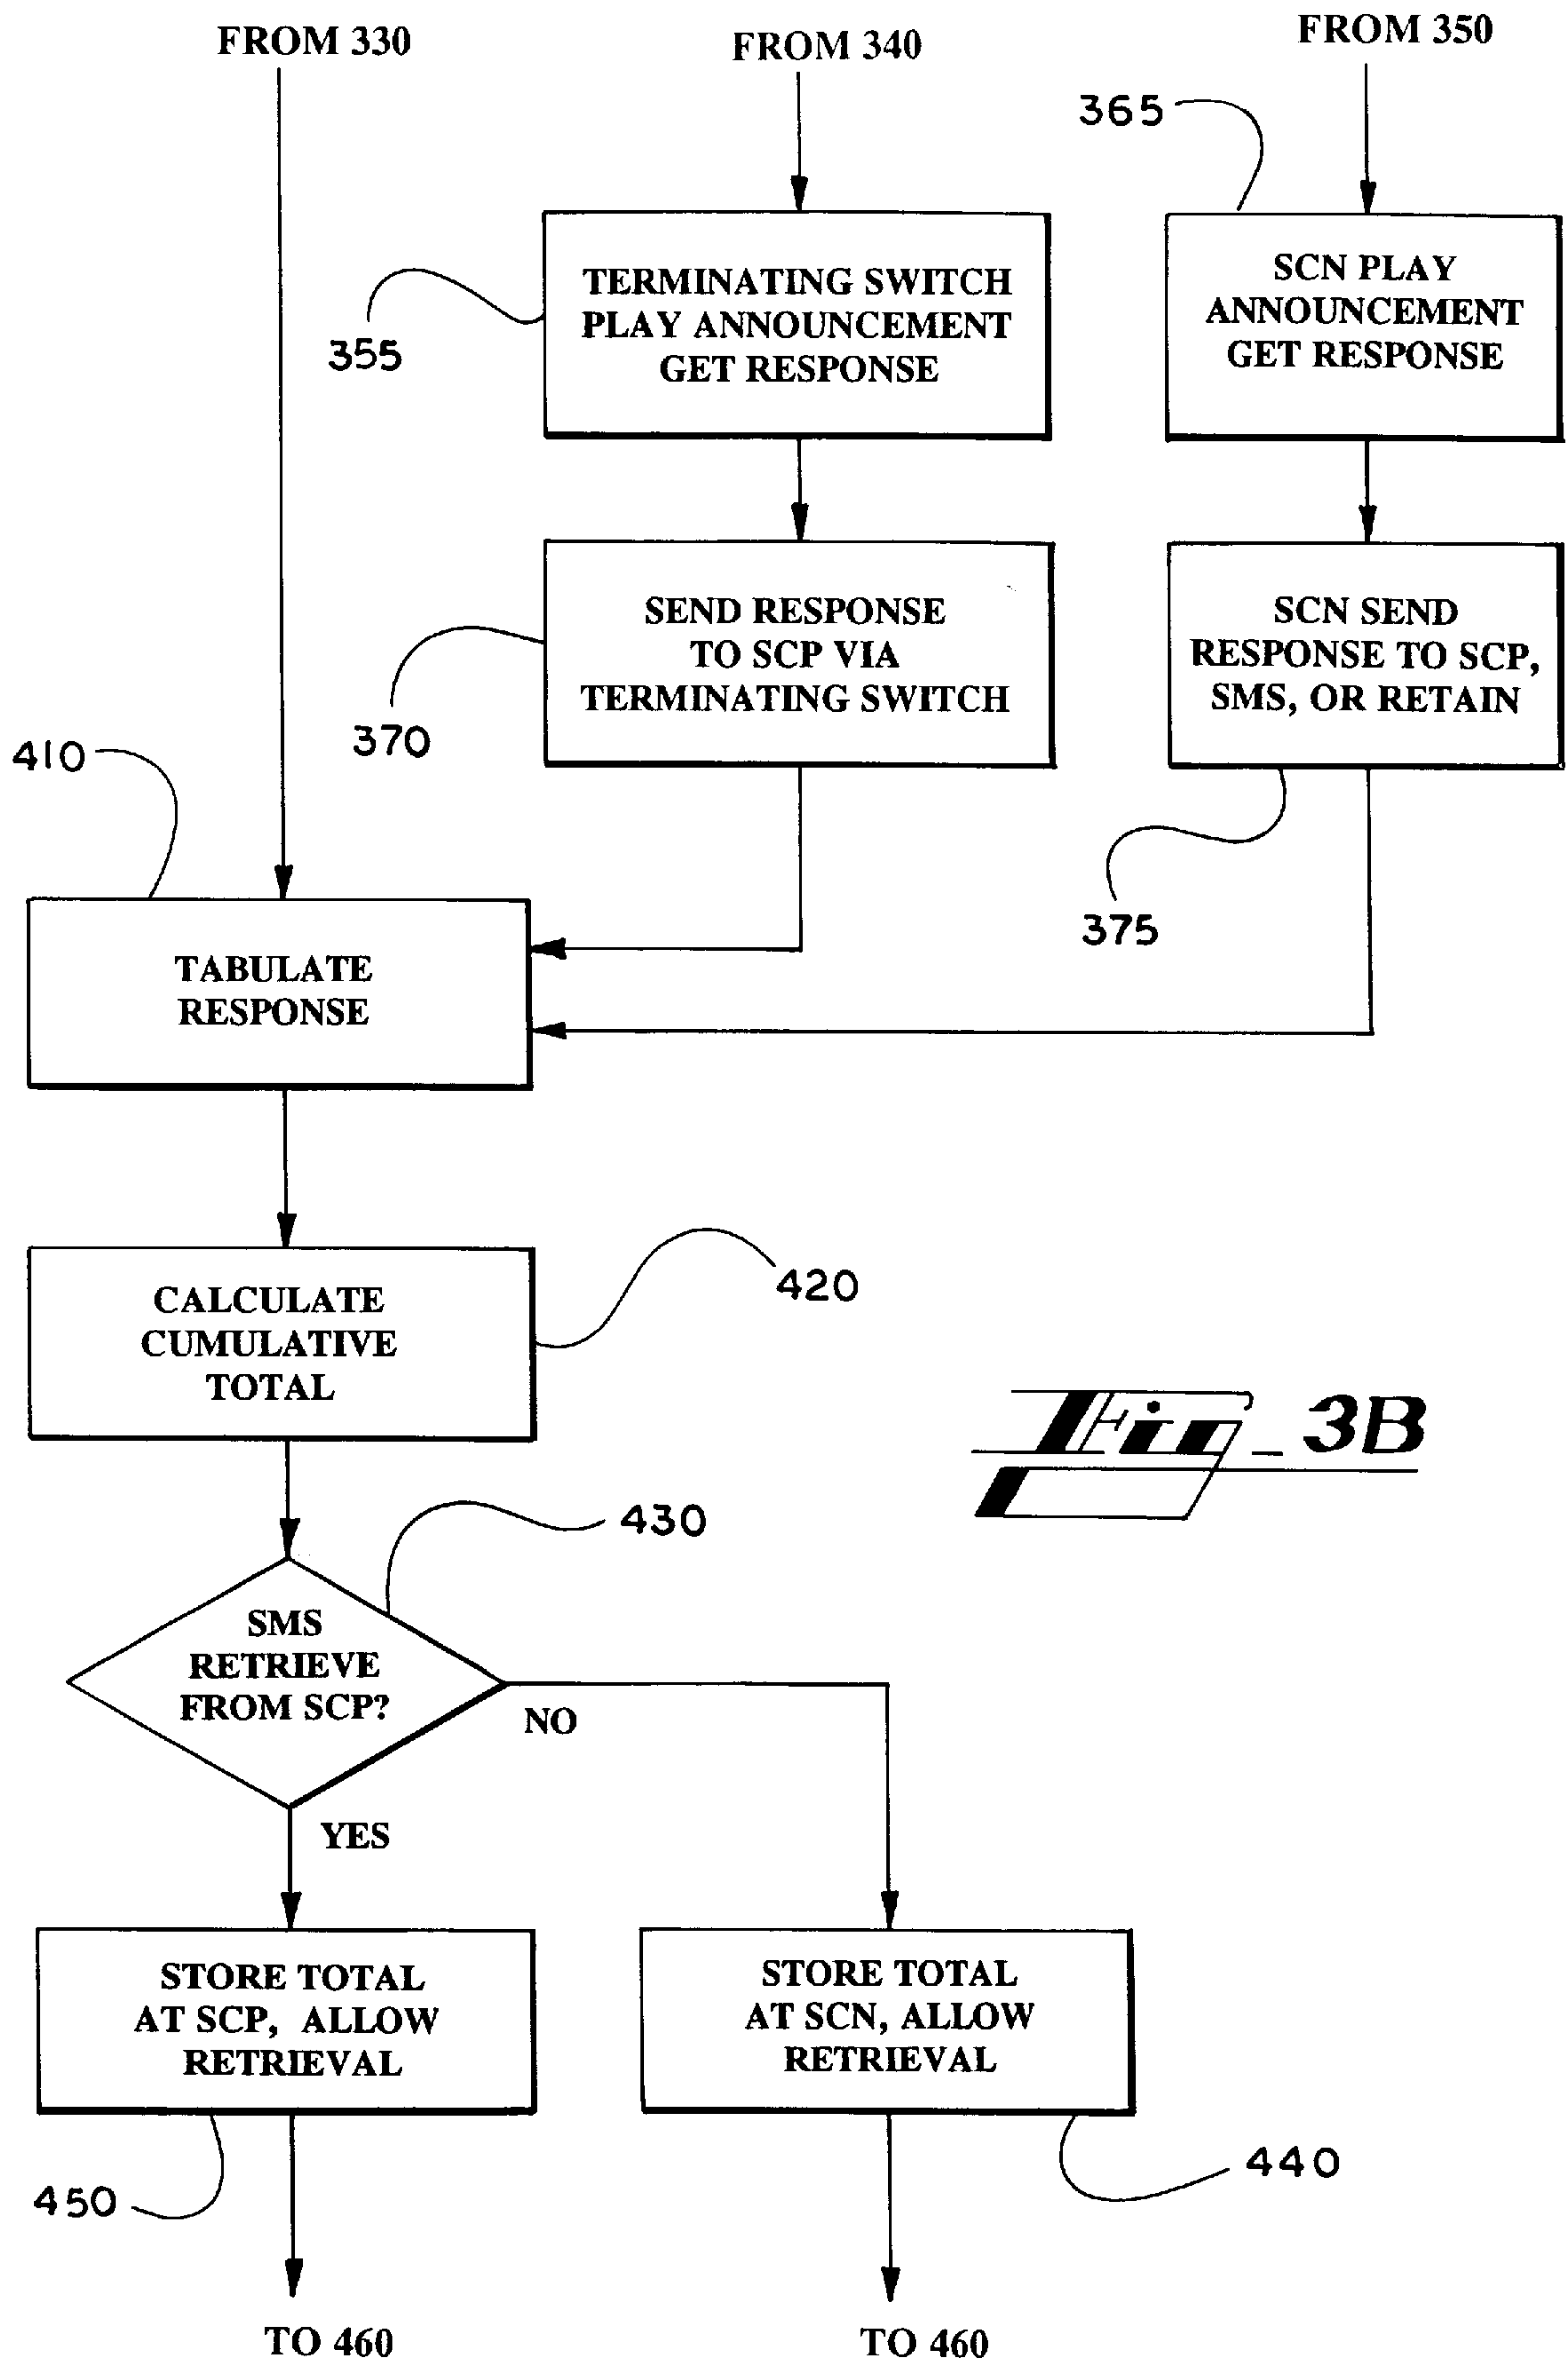 FROM 330
FROM 340
FROM 350
365
TERMINATING SWITCH
PLAY ANNOUNCEMENT
GET RESPONSE
SCN PLAY
ANNOUNCEMENT
GET RESPONSE
355
SEND RESPONSE
TO SCP VIA
TERMINATING SWITCH
SCN SEND
RESPONSE TO SCP,
SMS, OR RETAIN
370
410
375
TABULATE
RESPONSE
CALCULATE
CUMULATIVE
TOTAL
420
Fig_3B
430
SMS
RETRIEVE
FROM SCP?
NO
YES
STORE TOTAL
AT SCP, ALLOW
RETRIEVAL
STORE TOTAL
AT SCN, ALLOW
RETRIEVAL
450
440
TO 460
TO 460